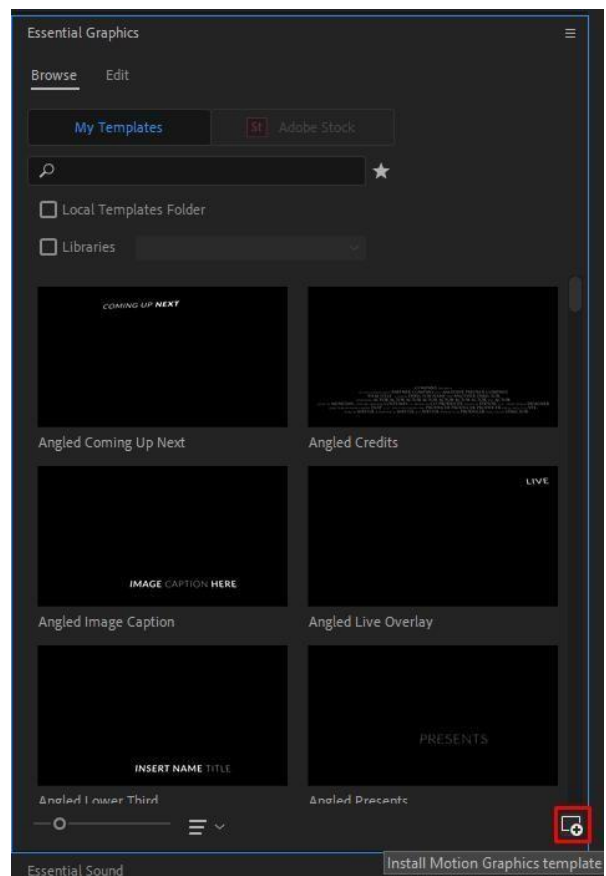 Essential Graphics
Browse Edit
My Templates St Adobe Stock
Local Templates Folder
Libraries
COMING UP NEXT
Angled Coming Up Next Angled Credits
LIVE
IMAGE CAPTION HERE
Angled Image Caption Angled Live Overlay
PRESENTS
INSERT NAME TITLE
Angled Lower Third Angled Presents
Install Motion Graphics template
Essential Sound